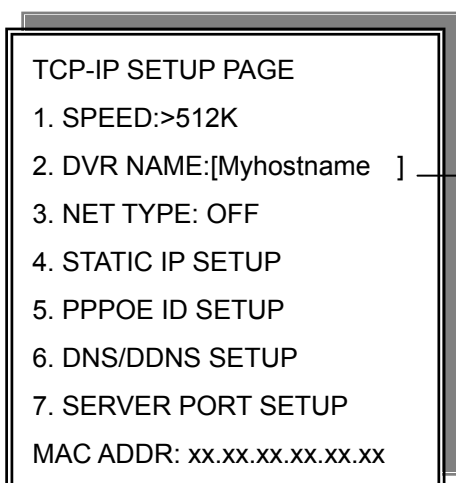 TCP-IP SETUP PAGE
1. SPEED:>512K
2. DVR NAME:[Myhostname ]
3. NET TYPE: OFF
4. STATIC IP SETUP
5. PPPOE ID SETUP
6. DNS/DDNS SETUP
7. SERVER PORT SETUP
MAC ADDR: xx.xx.xx.xx.xx.xx